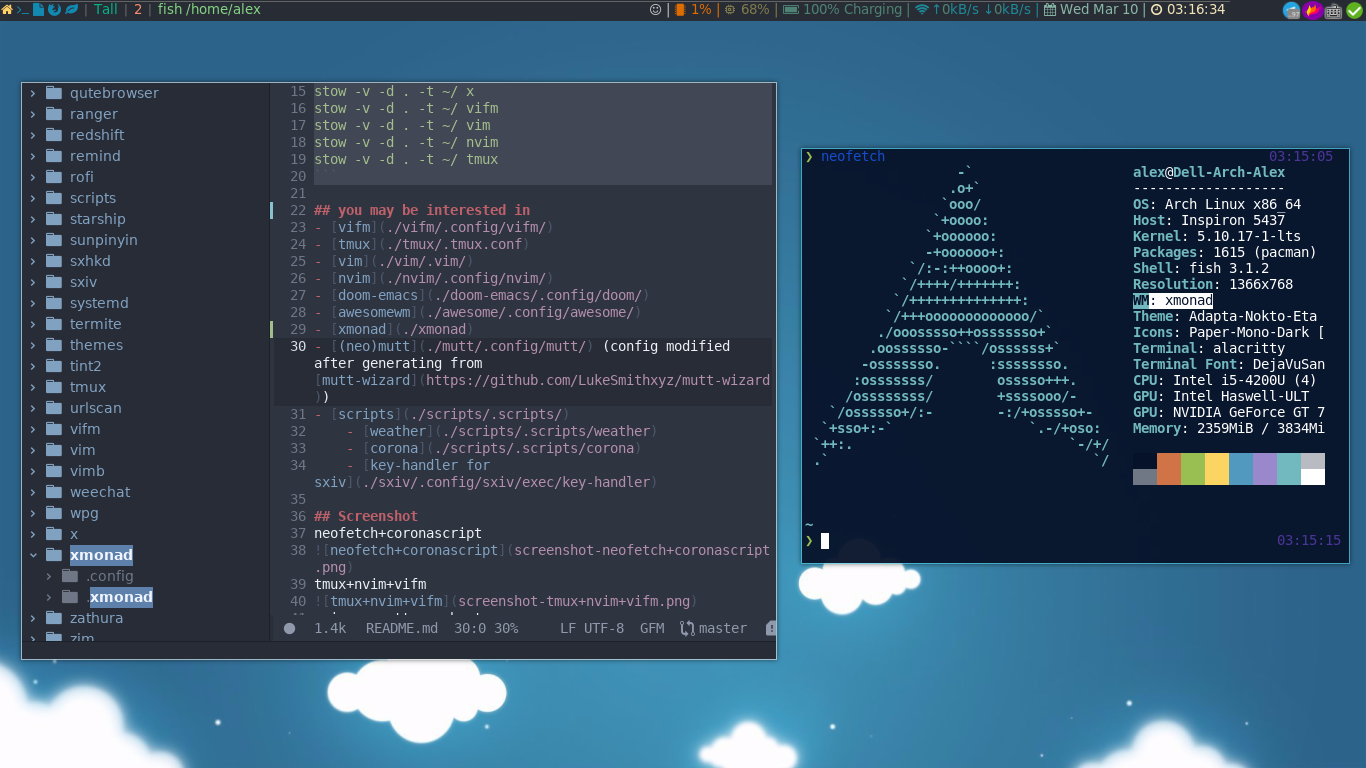 Tall | 2 | fish /home/alex
1% | 68% | 100% Charging | ↑0kB/s ↓0kB/s | Wed Mar 10 | 03:16:34
qutebrowser
ranger
redshift
remind
rofi
scripts
starship
sunpinyin
sxhkd
sxiv
systemd
termite
themes
tint2
tmux
urlscan
vifm
vim
vimb
weechat
wpg
x
xmonad
.config
.xmonad
zathura
zim
15 stow -v -d . -t ~/ x
16 stow -v -d . -t ~/ vifm
17 stow -v -d . -t ~/ vim
18 stow -v -d . -t ~/ nvim
19 stow -v -d . -t ~/ tmux
20 ```
21
22 ## you may be interested in
23 - [vifm](./vifm/.config/vifm/)
24 - [tmux](./tmux/.tmux.conf)
25 - [vim](./vim/.vim/)
26 - [nvim](./nvim/.config/nvim/)
27 - [doom-emacs](./doom-emacs/.config/doom/)
28 - [awesomewm](./awesome/.config/awesome/)
29 - [xmonad](./xmonad)
30 - [(neo)mutt](./mutt/.config/mutt/) (config modified
after generating from
[mutt-wizard](https://github.com/LukeSmithxyz/mutt-wizard
))
31 - [scripts](./scripts/.scripts/)
32 - [weather](./scripts/.scripts/weather)
33 - [corona](./scripts/.scripts/corona)
34 - [key-handler for
sxiv](./sxiv/.config/sxiv/exec/key-handler)
35
36 ## Screenshot
37 neofetch+coronascript
38 ![neofetch+coronascript](screenshot-neofetch+coronascript
.png)
39 tmux+nvim+vifm
40 ![tmux+nvim+vifm](screenshot-tmux+nvim+vifm.png)
1.4k README.md 30:0 30% LF UTF-8 GFM master
❯ neofetch 03:15:05
alex@Dell-Arch-Alex
-------------------
OS: Arch Linux x86_64
Host: Inspiron 5437
Kernel: 5.10.17-1-lts
Packages: 1615 (pacman)
Shell: fish 3.1.2
Resolution: 1366x768
WM: xmonad
Theme: Adapta-Nokto-Eta
Icons: Paper-Mono-Dark [
Terminal: alacritty
Terminal Font: DejaVuSan
CPU: Intel i5-4200U (4)
GPU: Intel Haswell-ULT
GPU: NVIDIA GeForce GT 7
Memory: 2359MiB / 3834Mi
~
❯ 03:15:15